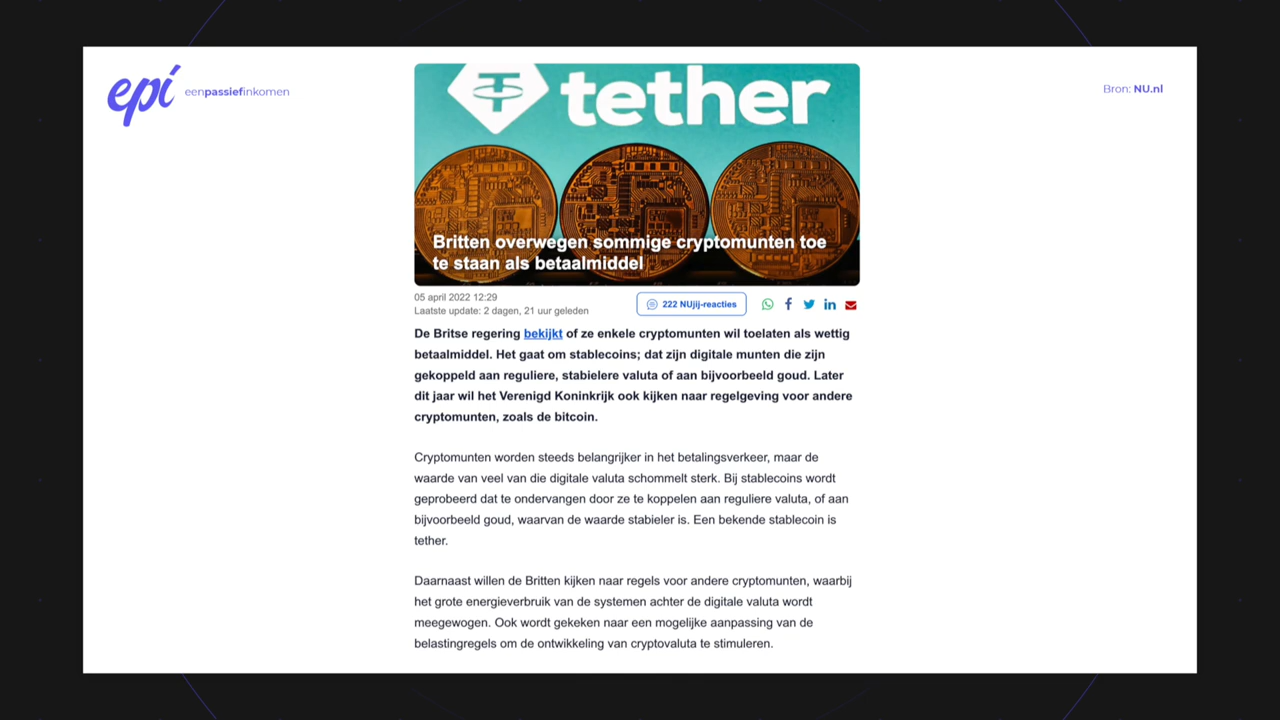 epi
eenpassiefinkomen
Bron: NU.nl
tether
Britten overwegen sommige cryptomunten toe
te staan als betaalmiddel
05 april 2022 12:29
Laatste update: 2 dagen, 21 uur geleden
222 NUjij-reacties
De Britse regering bekijkt of ze enkele cryptomunten wil toelaten als wettig
betaalmiddel. Het gaat om stablecoins; dat zijn digitale munten die zijn
gekoppeld aan reguliere, stabielere valuta of aan bijvoorbeeld goud. Later
dit jaar wil het Verenigd Koninkrijk ook kijken naar regelgeving voor andere
cryptomunten, zoals de bitcoin.
Cryptomunten worden steeds belangrijker in het betalingsverkeer, maar de
waarde van veel van die digitale valuta schommelt sterk. Bij stablecoins wordt
geprobeerd dat te ondervangen door ze te koppelen aan reguliere valuta, of aan
bijvoorbeeld goud, waarvan de waarde stabieler is. Een bekende stablecoin is
tether.
Daarnaast willen de Britten kijken naar regels voor andere cryptomunten, waarbij
het grote energieverbruik van de systemen achter de digitale valuta wordt
meegewogen. Ook wordt gekeken naar een mogelijke aanpassing van de
belastingregels om de ontwikkeling van cryptovaluta te stimuleren.